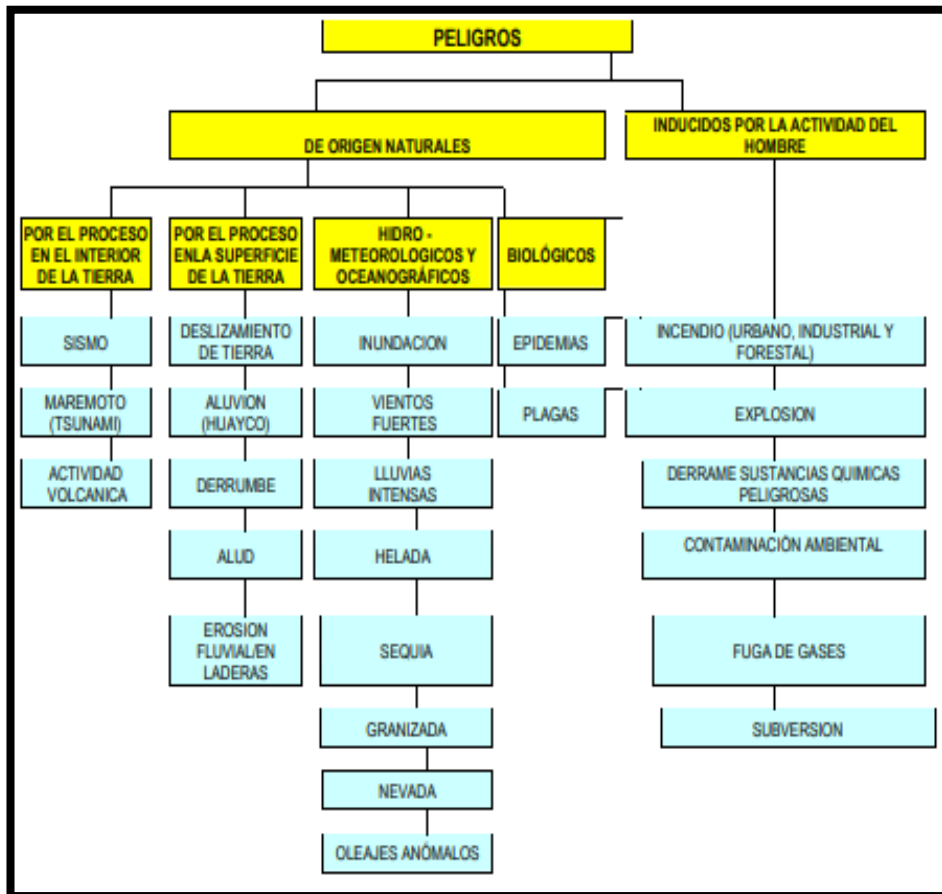 PELIGROS
DE ORIGEN NATURALES
INDUCIDOS POR LA ACTIVIDAD DEL
HOMBRE
POR EL PROCESO
EN EL INTERIOR
DE LA TIERRA
POR EL PROCESO
ENLA SUPERFICIE
DE LA TIERRA
HIDRO -
METEOROLOGICOS Y
OCEANOGRÁFICOS
BIOLÓGICOS
SISMO
MAREMOTO
(TSUNAMI)
ACTIVIDAD
VOLCANICA
DESLIZAMIENTO
DE TIERRA
ALUVION
(HUAYCO)
DERRUMBE
ALUD
EROSION
FLUVIAL/EN
LADERAS
INUNDACION
VIENTOS
FUERTES
LLUVIAS
INTENSAS
HELADA
SEQUIA
GRANIZADA
NEVADA
OLEAJES ANÓMALOS
EPIDEMIAS
PLAGAS
INCENDIO (URBANO, INDUSTRIAL Y
FORESTAL)
EXPLOSION
DERRAME SUSTANCIAS QUIMICAS
PELIGROSAS
CONTAMINACIÓN AMBIENTAL
FUGA DE GASES
SUBVERSION